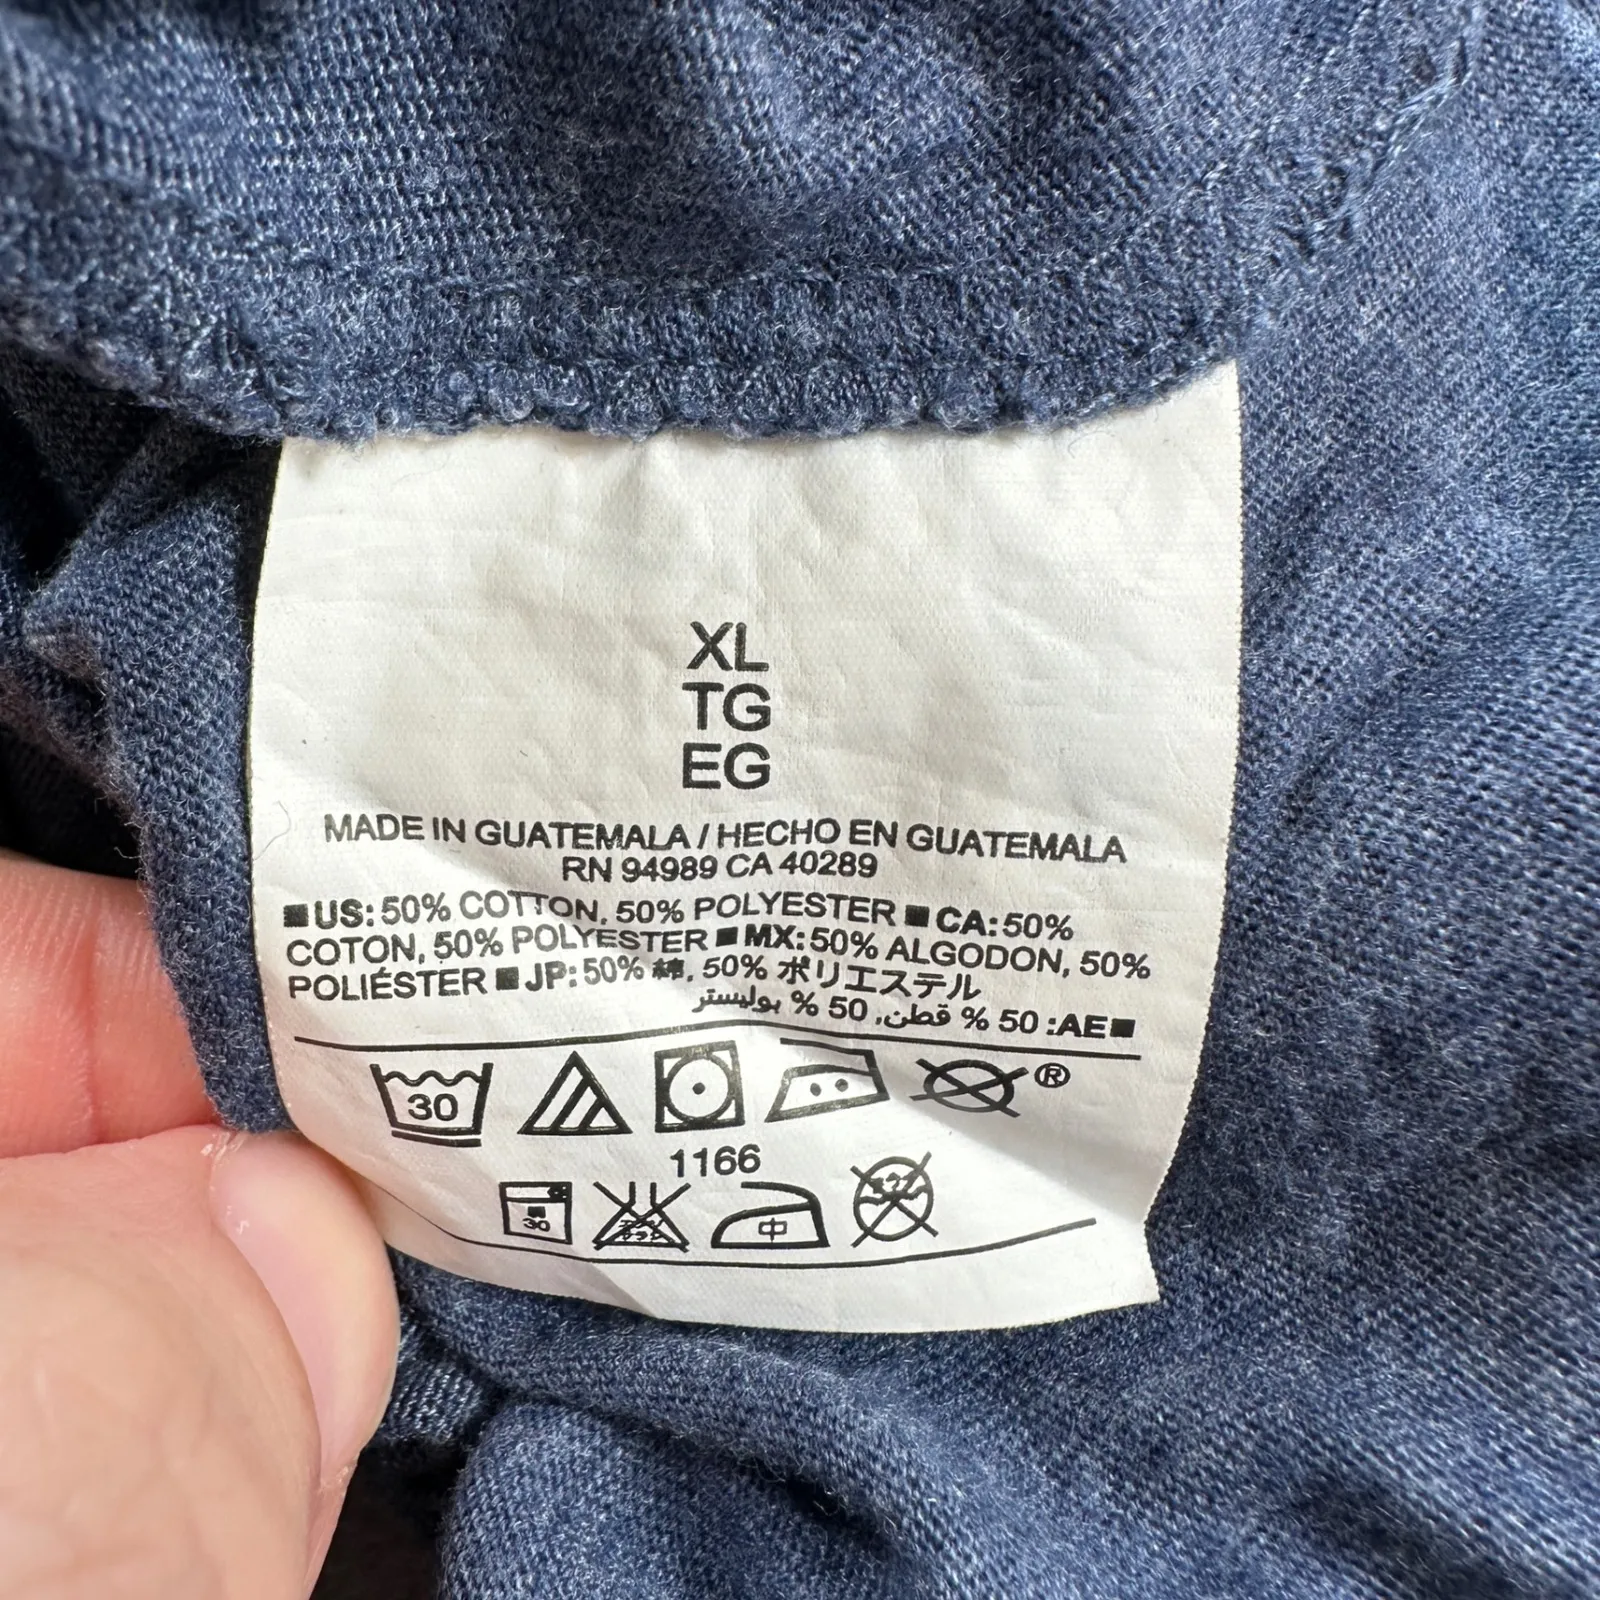 XL
TG
EG
MADE IN GUATEMALA / HECHO EN GUATEMALA
RN 94989 CA 40289
■US: 50% COTTON, 50% POLYESTER ■CA: 50%
COTON, 50% POLYESTER ■MX: 50% ALGODON, 50%
POLIÉSTER ■JP: 50% 綿, 50% ポリエステル
■AE: 50 % قطن, 50 % بوليستر
30
®
1166
30
中